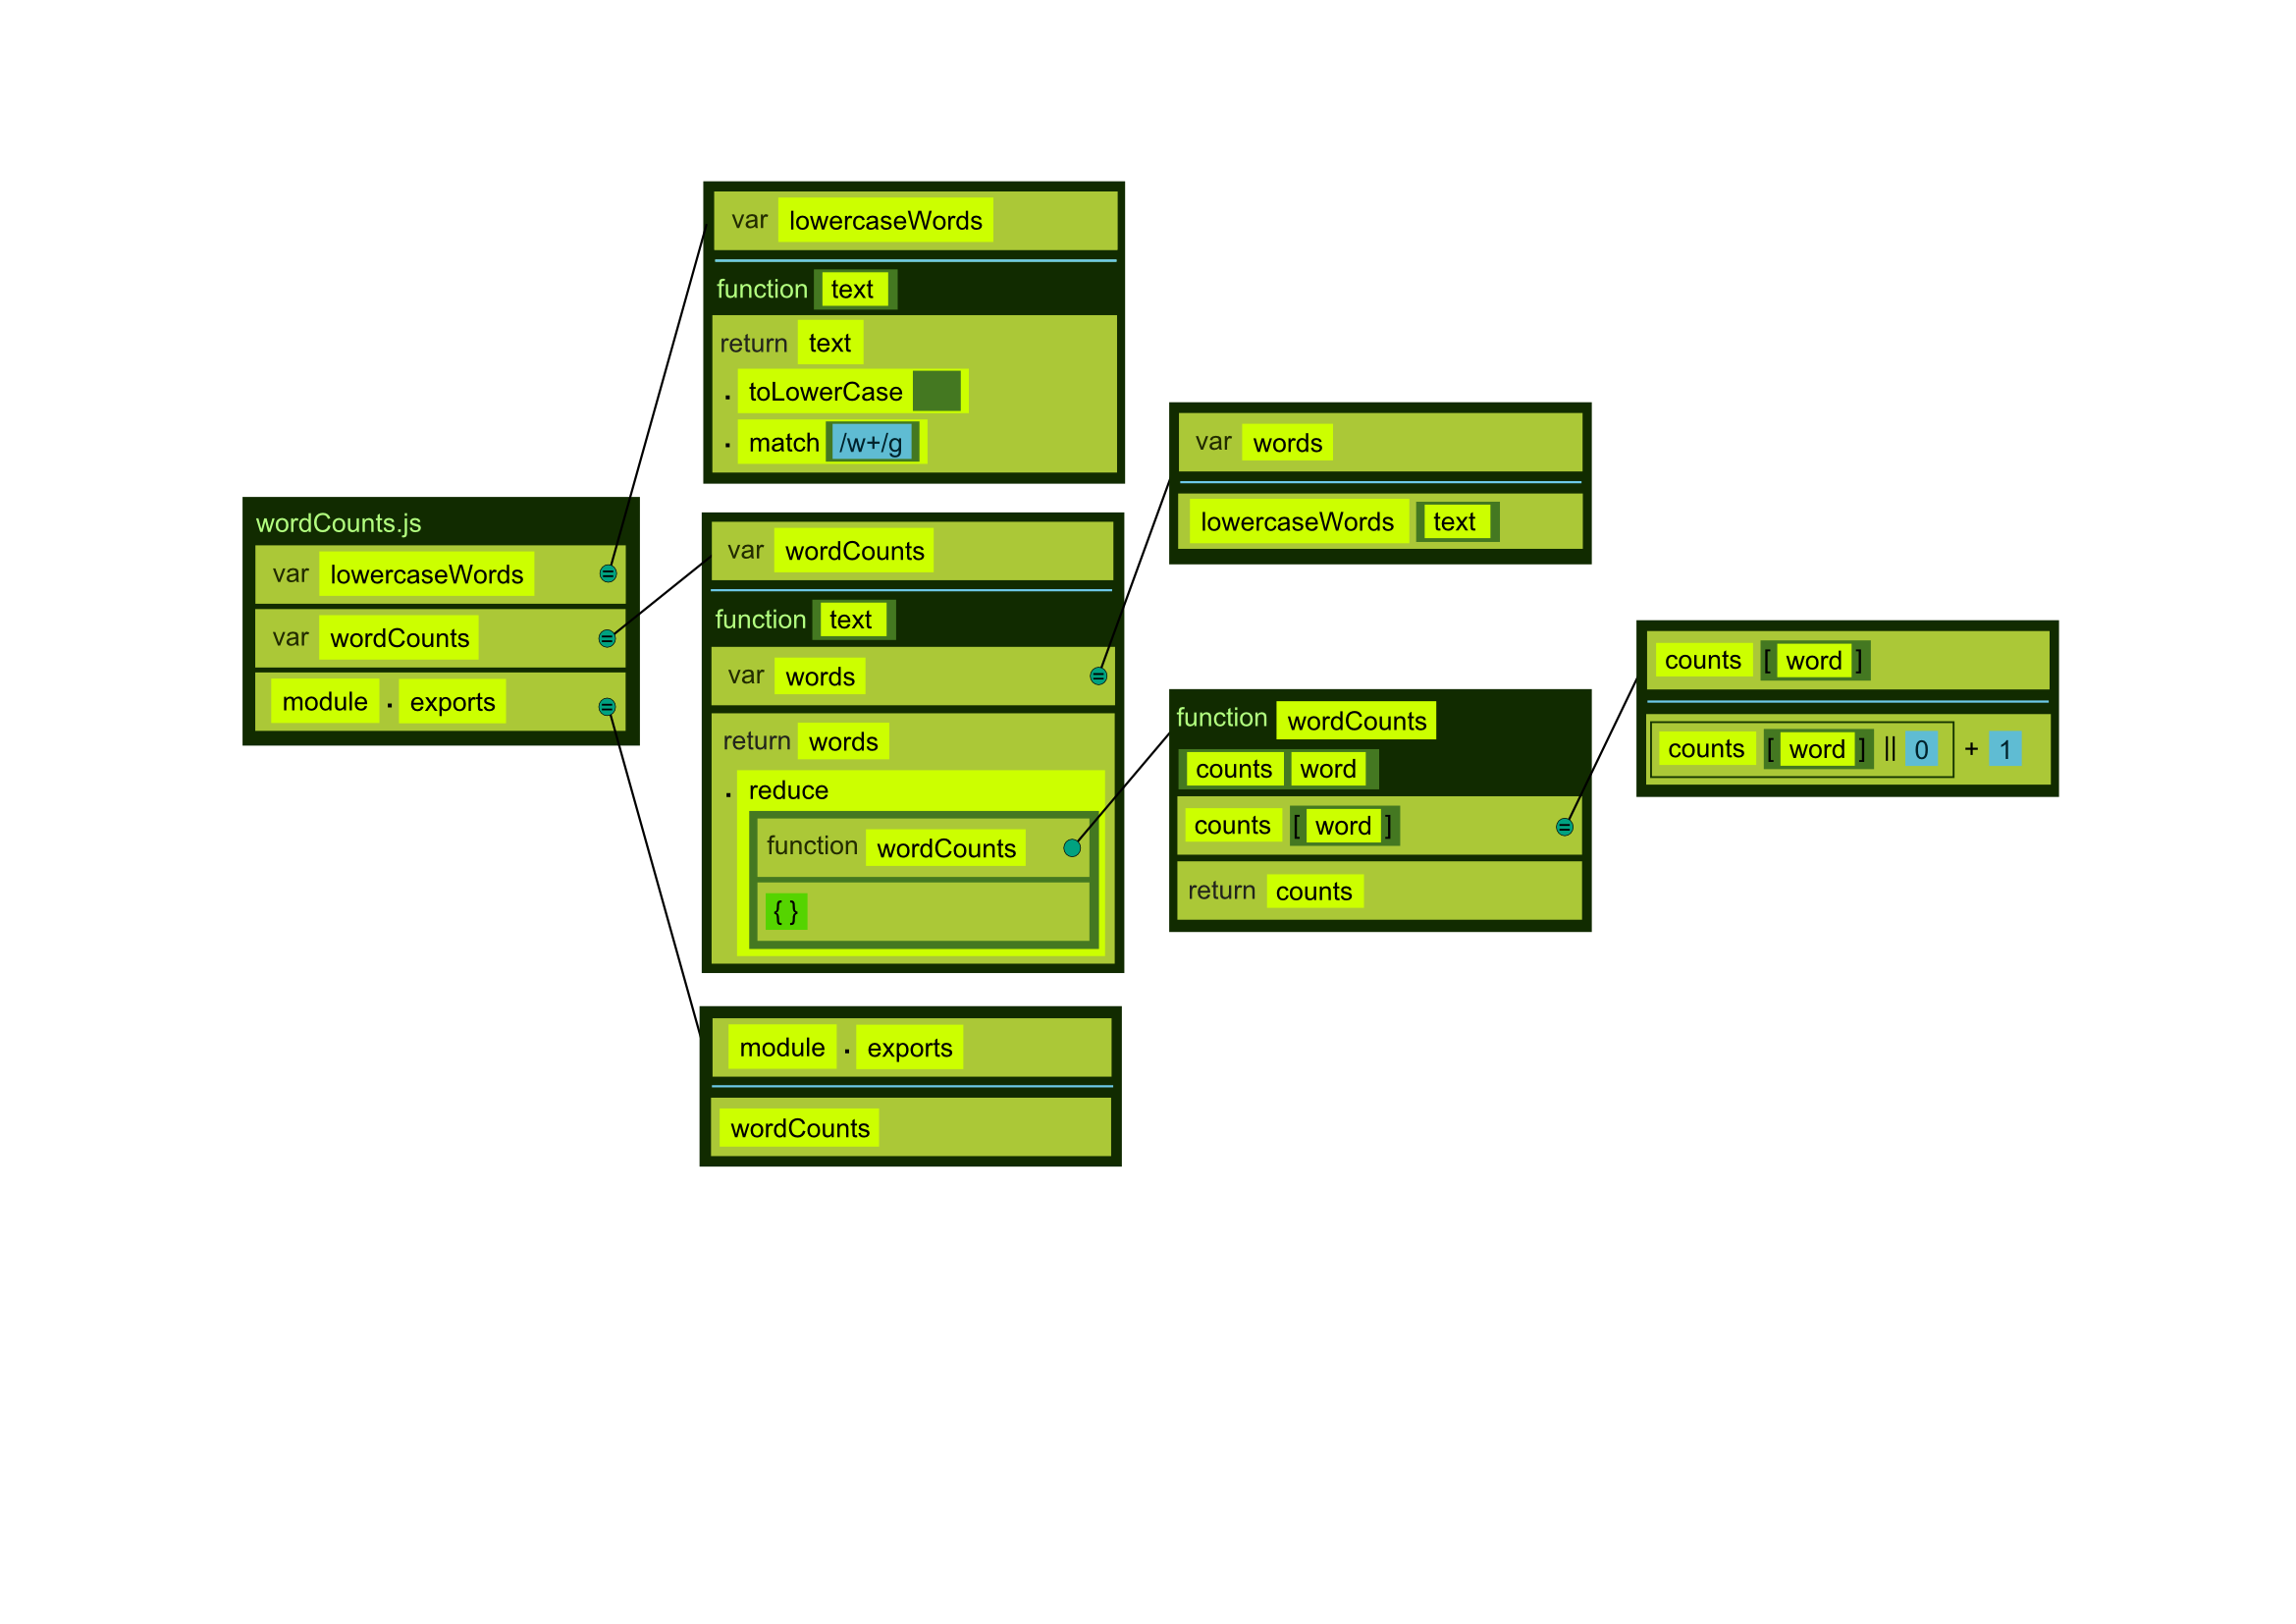 wordCounts.js
var lowercaseWords =
var wordCounts =
module . exports =
var lowercaseWords
function text
return text
. toLowerCase
. match /w+/g
var wordCounts
function text
var words =
return words
. reduce
function wordCounts
{ }
module . exports
wordCounts
var words
lowercaseWords text
function wordCounts
counts word
counts [ word ] =
return counts
counts [ word ]
counts [ word ] || 0 + 1